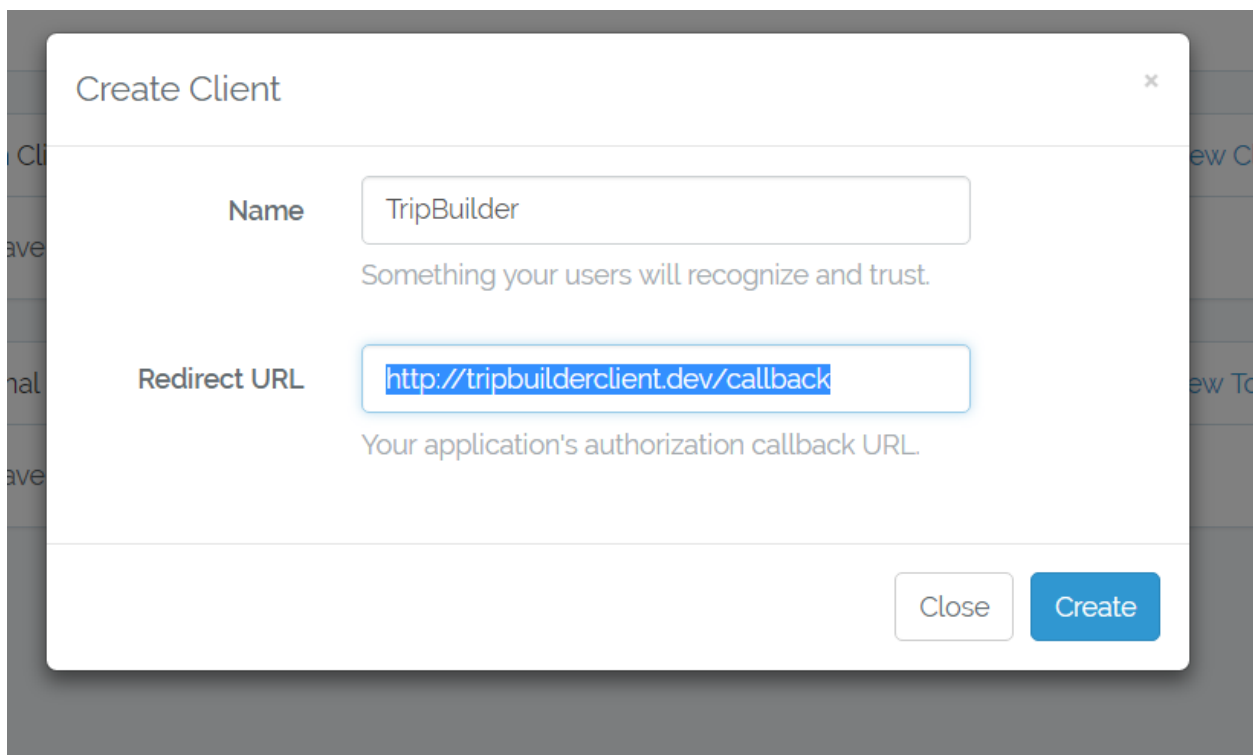 Create Client ×
Name TripBuilder
Something your users will recognize and trust.
Redirect URL http://tripbuilderclient.dev/callback
Your application's authorization callback URL.
Close Create